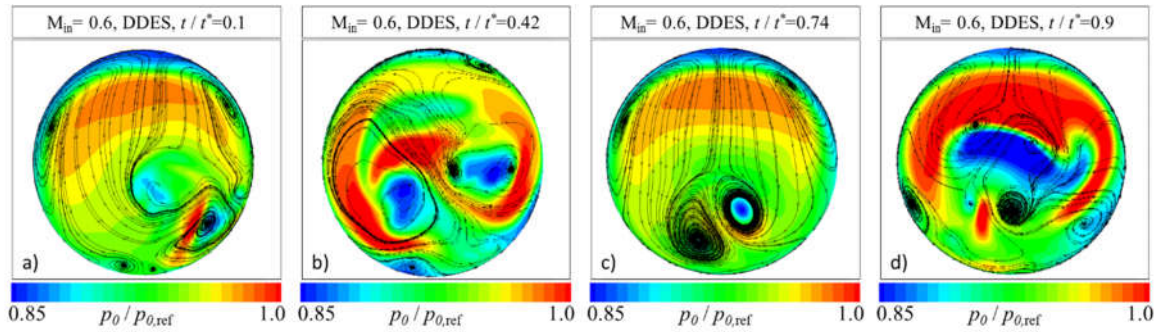 M_in= 0.6, DDES, t / t*=0.1
M_in= 0.6, DDES, t / t*=0.42
M_in= 0.6, DDES, t / t*=0.74
M_in= 0.6, DDES, t / t*=0.9
a)
b)
c)
d)
0.85 p_0 / p_0,ref 1.0
0.85 p_0 / p_0,ref 1.0
0.85 p_0 / p_0,ref 1.0
0.85 p_0 / p_0,ref 1.0